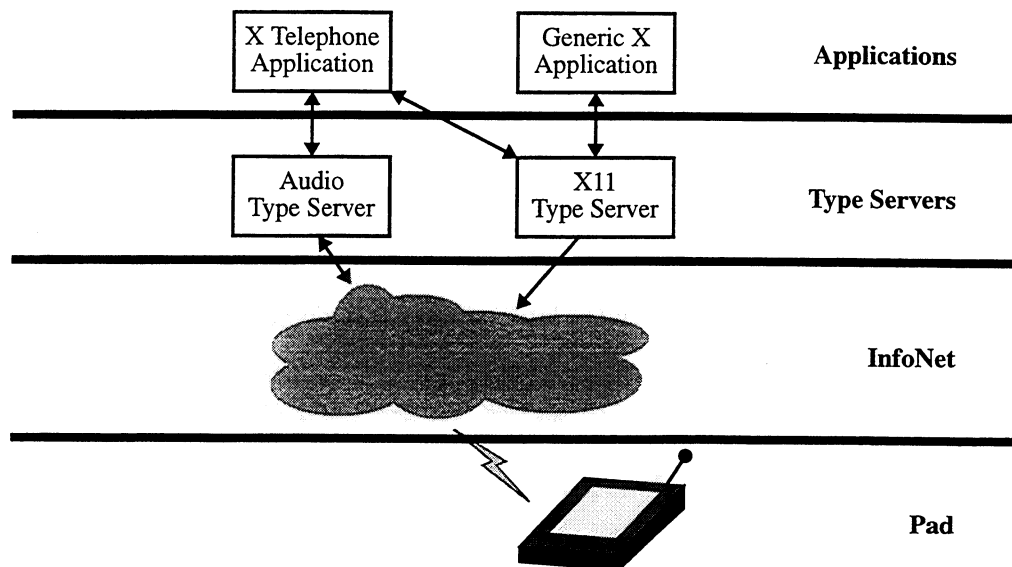 X Telephone
Application
Generic X
Application
Applications
Audio
Type Server
X11
Type Server
Type Servers
InfoNet
Pad